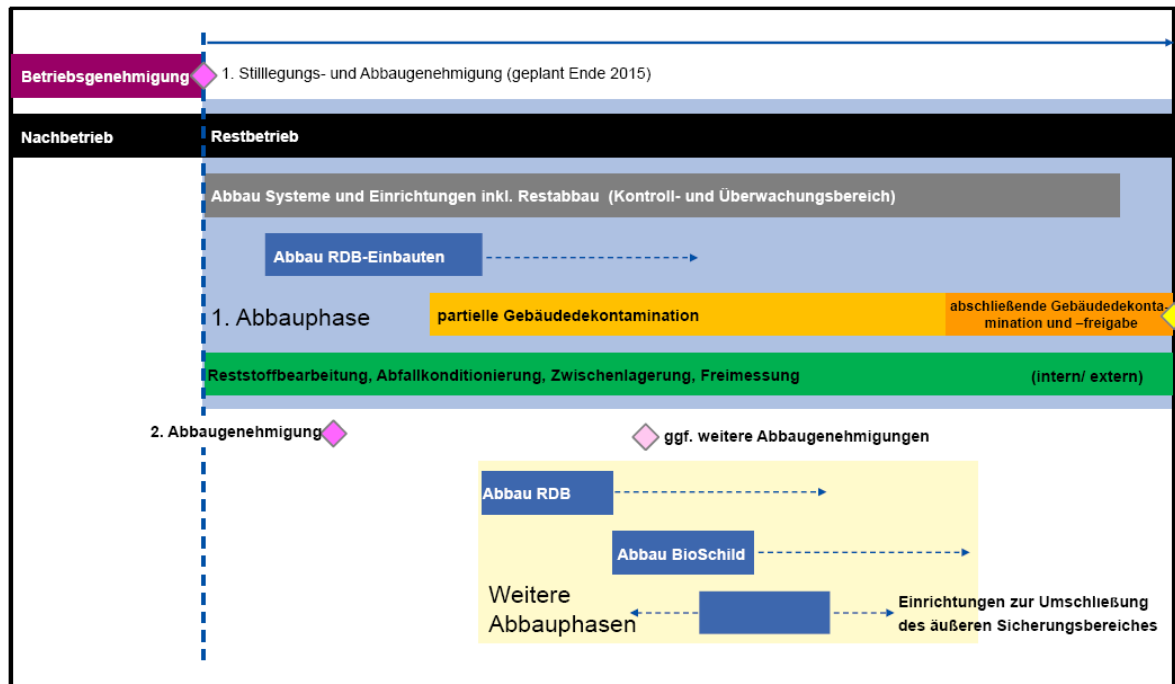 Betriebsgenehmigung
1. Stilllegungs- und Abbaugenehmigung (geplant Ende 2015)
Nachbetrieb
Restbetrieb
Abbau Systeme und Einrichtungen inkl. Restabbau (Kontroll- und Überwachungsbereich)
Abbau RDB-Einbauten
1. Abbauphase
partielle Gebäudedekontamination
abschließende Gebäudedekonta-
mination und –freigabe
Reststoffbearbeitung, Abfallkonditionierung, Zwischenlagerung, Freimessung
(intern/ extern)
2. Abbaugenehmigung
ggf. weitere Abbaugenehmigungen
Abbau RDB
Abbau BioSchild
Weitere
Abbauphasen
Einrichtungen zur Umschließung
des äußeren Sicherungsbereiches